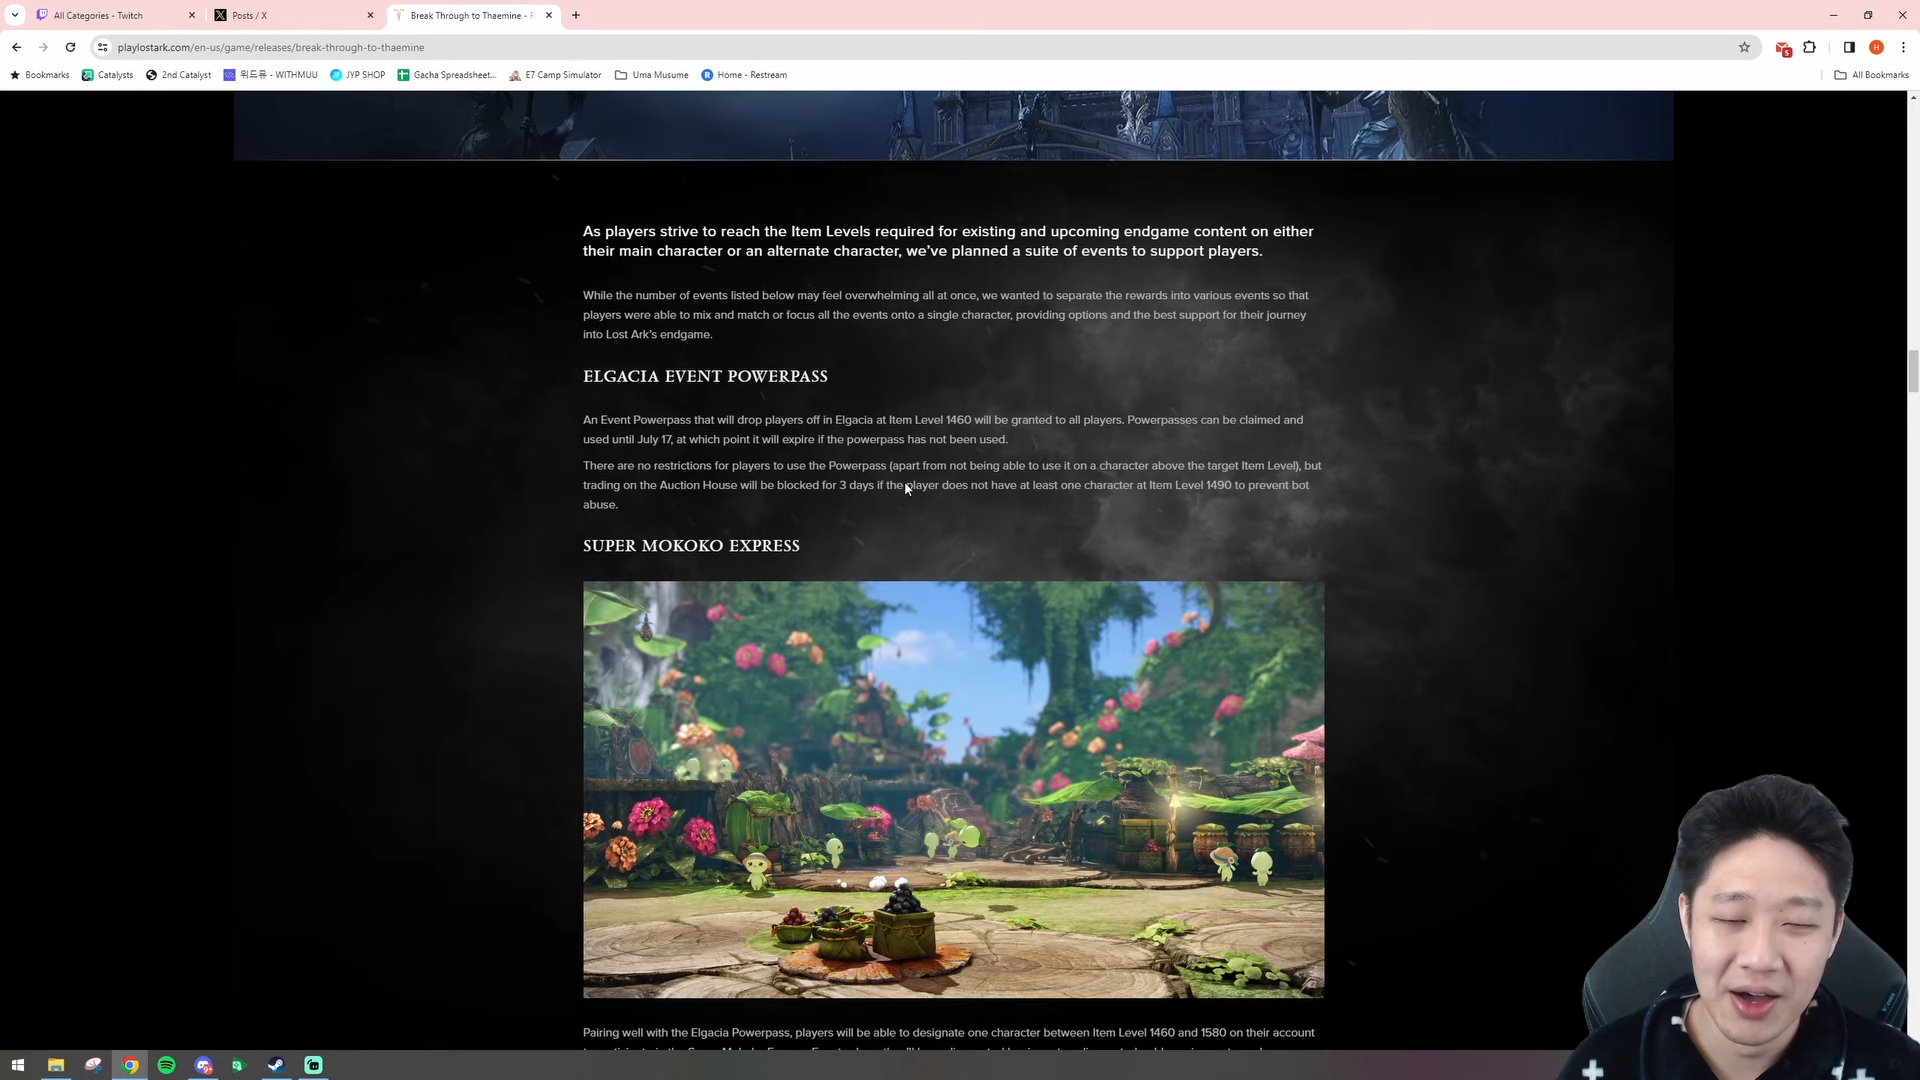 All Categories - Twitch
Posts / X
Break Through to Thaemine - R
playlostark.com/en-us/game/releases/break-through-to-thaemine
Bookmarks
Catalysts
2nd Catalyst
위드뮤 - WITHMUU
JYP SHOP
Gacha Spreadsheet...
E7 Camp Simulator
Uma Musume
Home - Restream
All Bookmarks
As players strive to reach the Item Levels required for existing and upcoming endgame content on either
their main character or an alternate character, we've planned a suite of events to support players.
While the number of events listed below may feel overwhelming all at once, we wanted to separate the rewards into various events so that
players were able to mix and match or focus all the events onto a single character, providing options and the best support for their journey
into Lost Ark's endgame.
ELGACIA EVENT POWERPASS
An Event Powerpass that will drop players off in Elgacia at Item Level 1460 will be granted to all players. Powerpasses can be claimed and
used until July 17, at which point it will expire if the powerpass has not been used.
There are no restrictions for players to use the Powerpass (apart from not being able to use it on a character above the target Item Level), but
trading on the Auction House will be blocked for 3 days if the player does not have at least one character at Item Level 1490 to prevent bot
abuse.
SUPER MOKOKO EXPRESS
Pairing well with the Elgacia Powerpass, players will be able to designate one character between Item Level 1460 and 1580 on their account